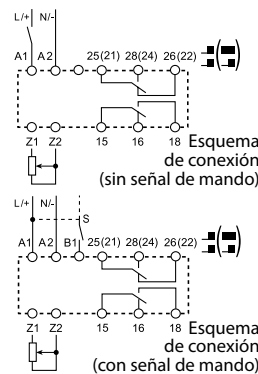 L/+ N/-
A1 A2 25(21) 28(24) 26(22)
Z1 Z2 15 16 18
Esquema
de conexión
(sin señal de mando)
L/+ N/-
S
A1 A2 B1 25(21) 28(24) 26(22)
Z1 Z2 15 16 18
Esquema
de conexión
(con señal de mando)